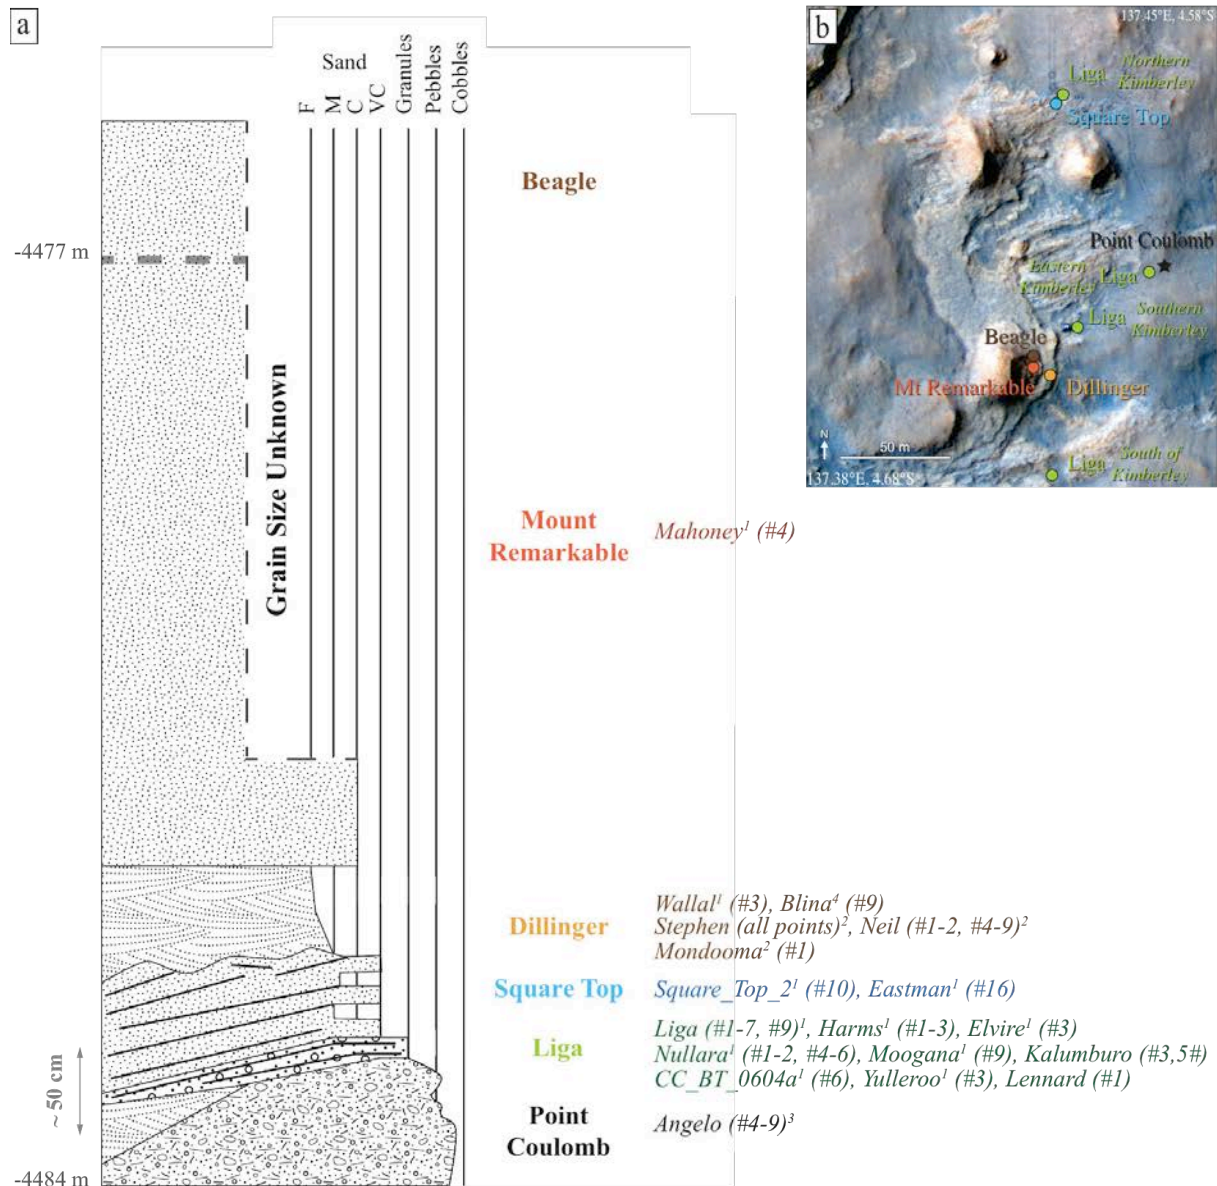 a
Sand
F
M
C
VC
Granules
Pebbles
Cobbles
Beagle
-4477 m
Grain Size Unknown
Mount
Remarkable
Mahoney¹ (#4)
Dillinger
Wallal¹ (#3), Blina⁴ (#9)
Stephen (all points)², Neil (#1-2, #4-9)²
Mondooma² (#1)
Square Top
Square_Top_2¹ (#10), Eastman¹ (#16)
Liga
Liga (#1-7, #9)¹, Harms¹ (#1-3), Elvire¹ (#3)
Nullara¹ (#1-2, #4-6), Moogana¹ (#9), Kalumburo (#3,5#)
CC_BT_0604a¹ (#6), Yulleroo¹ (#3), Lennard (#1)
~ 50 cm
Point
Coulomb
Angelo (#4-9)³
-4484 m
b
137.45°E, 4.58°S
Liga
Northern
Kimberley
Square Top
Point Coulomb
Eastern
Kimberley
Liga
Liga
Southern
Kimberley
Beagle
Mt Remarkable
Dillinger
N
50 m
Liga
South of
Kimberley
137.38°E, 4.68°S